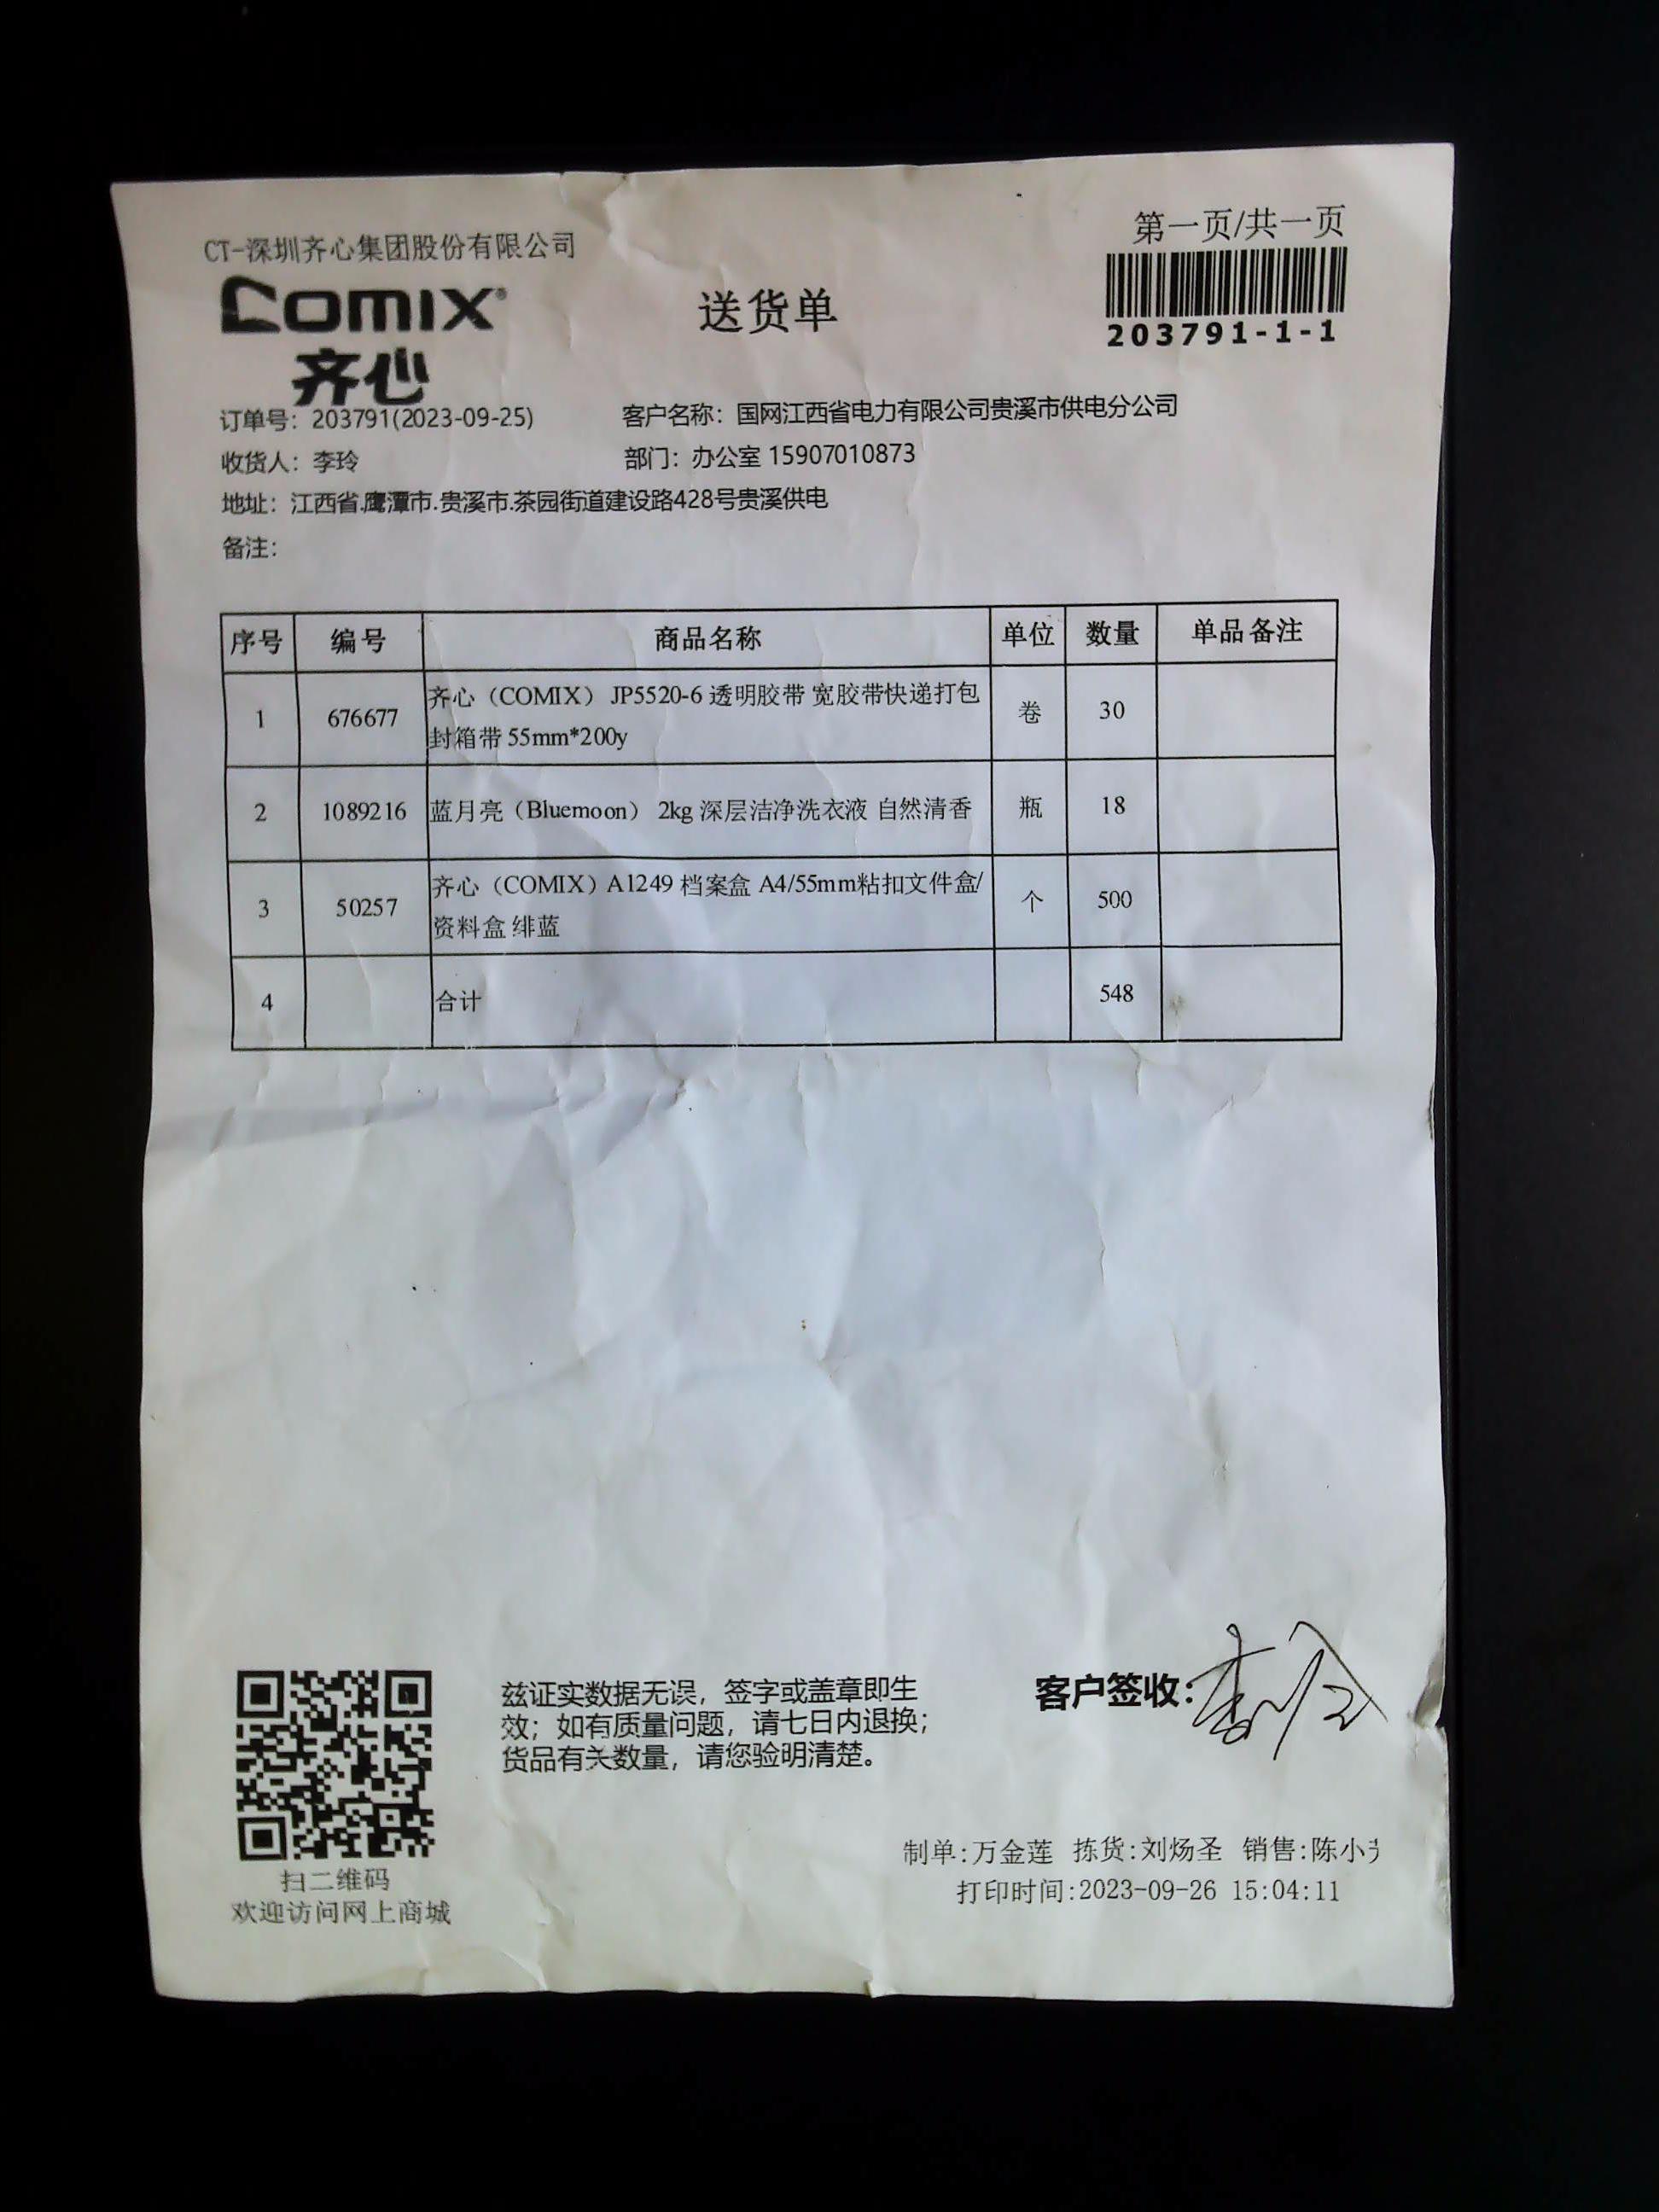 第一页/共一页
CT-深圳齐心集团股份有限公司
COMIX®
齐心
送货单
203791-1-1
订单号：203791(2023-09-25) 客户名称：国网江西省电力有限公司贵溪市供电分公司
收货人：李玲 部门：办公室 15907010873
地址：江西省.鹰潭市.贵溪市.茶园街道建设路428号贵溪供电
备注：
序号 编号 商品名称 单位 数量 单品备注
1 676677 齐心（COMIX）JP5520-6 透明胶带 宽胶带快递打包 卷 30
封箱带 55mm*200y
2 1089216 蓝月亮（Bluemoon） 2kg 深层洁净洗衣液 自然清香 瓶 18
3 50257 齐心（COMIX）A1249 档案盒 A4/55mm粘扣文件盒/ 个 500
资料盒 绯蓝
4 合计 548
兹证实数据无误，签字或盖章即生
效；如有质量问题，请七日内退换；
货品有关数量，请您验明清楚。
客户签收：李玲
制单:万金莲 拣货:刘炀圣 销售:陈小
打印时间:2023-09-26 15:04:11
扫二维码
欢迎访问网上商城